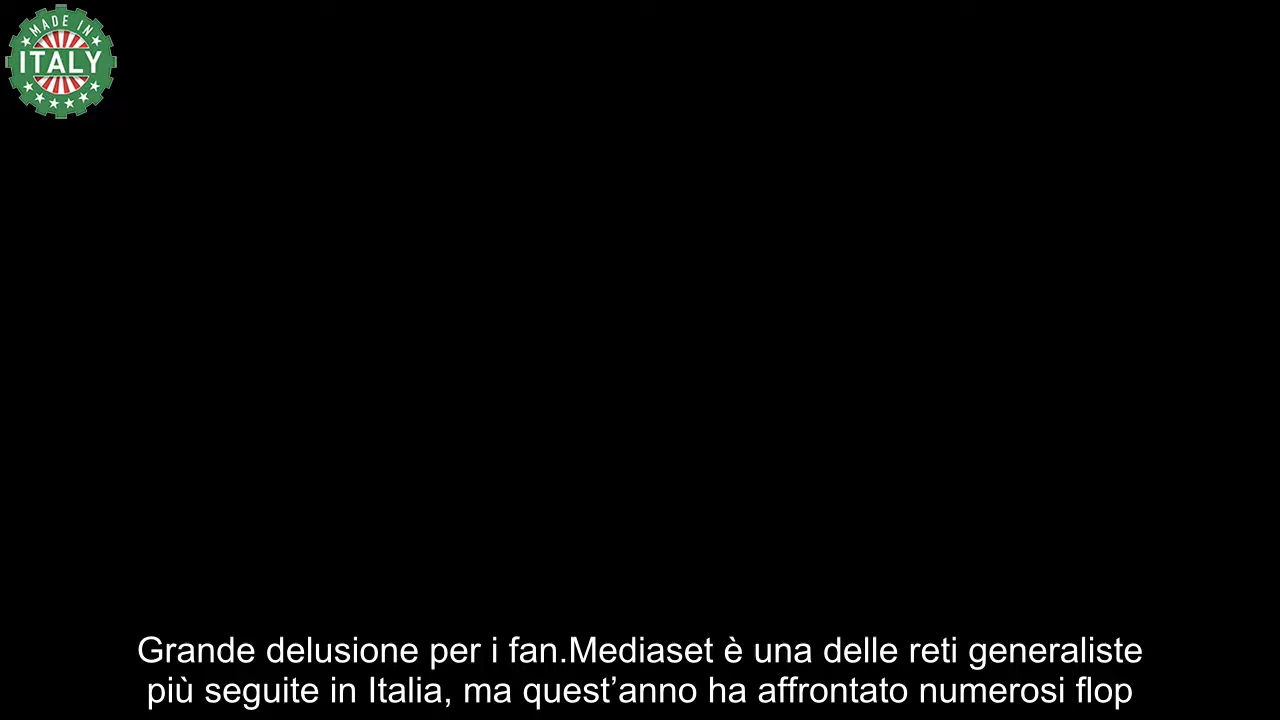 MADE IN
ITALY
Grande delusione per i fan.Mediaset è una delle reti generaliste
più seguite in Italia, ma quest’anno ha affrontato numerosi flop